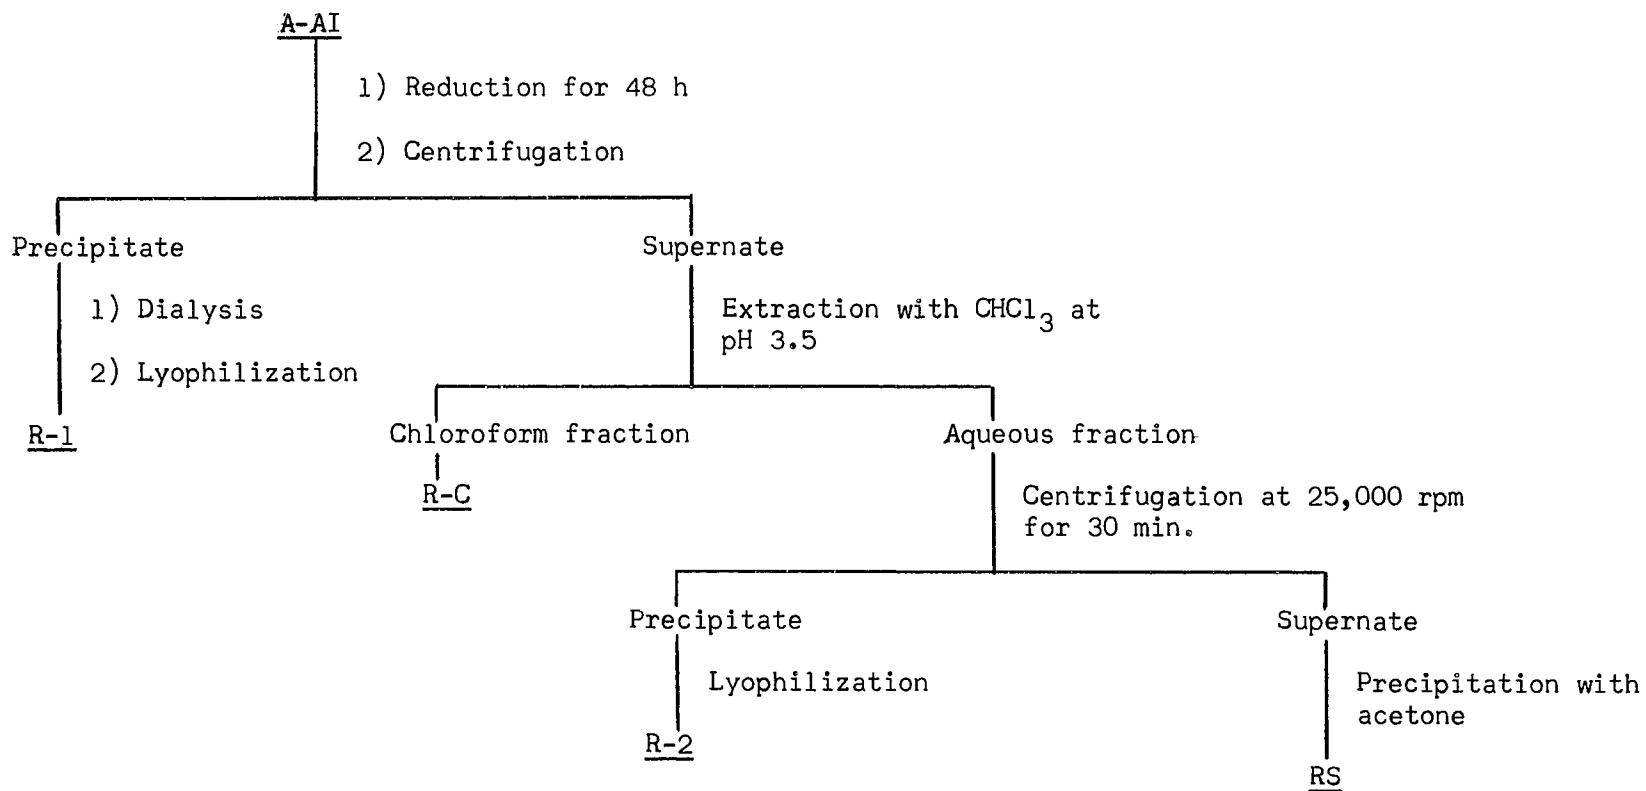 A-AI
1) Reduction for 48 h
2) Centrifugation
Precipitate
Supernate
1) Dialysis
2) Lyophilization
Extraction with CHCl3 at
pH 3.5
R-1
Chloroform fraction
Aqueous fraction
R-C
Centrifugation at 25,000 rpm
for 30 min.
Precipitate
Supernate
Lyophilization
Precipitation with
acetone
R-2
RS